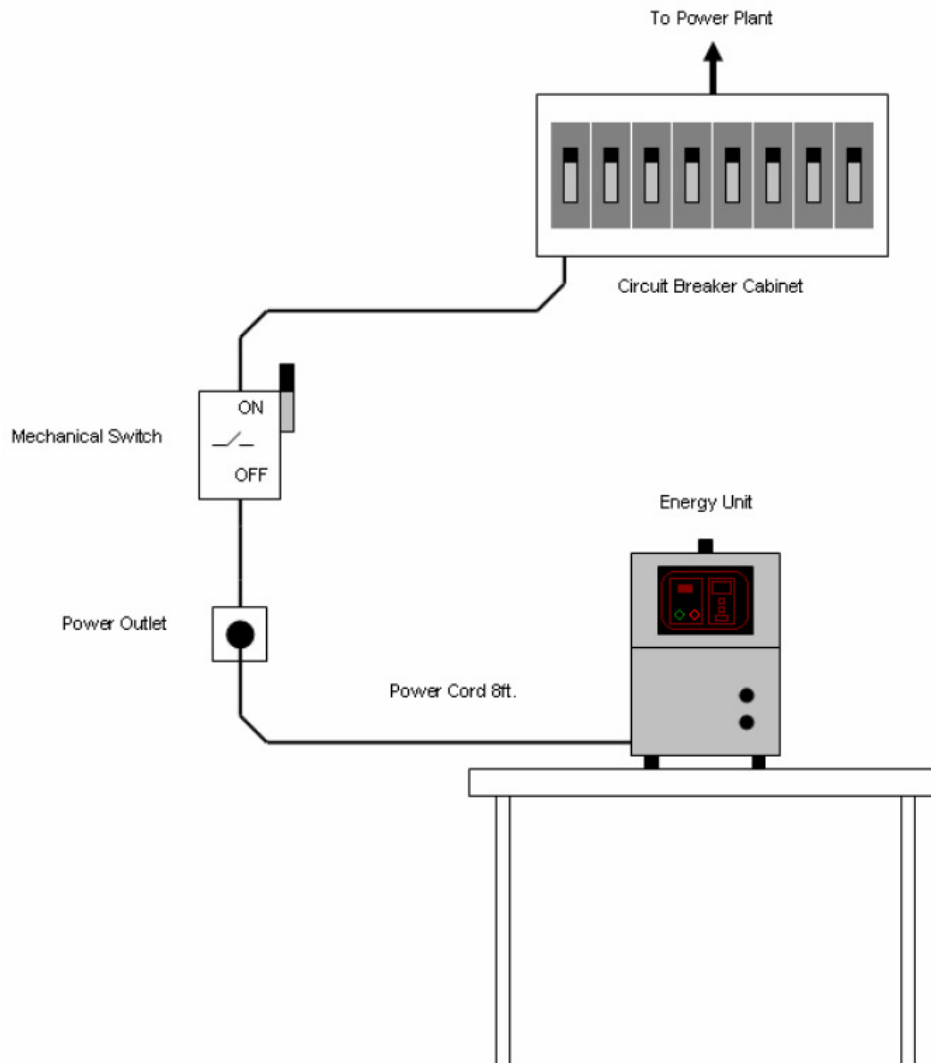 To Power Plant
Circuit Breaker Cabinet
ON
Mechanical Switch
OFF
Energy Unit
Power Outlet
Power Cord 8ft.